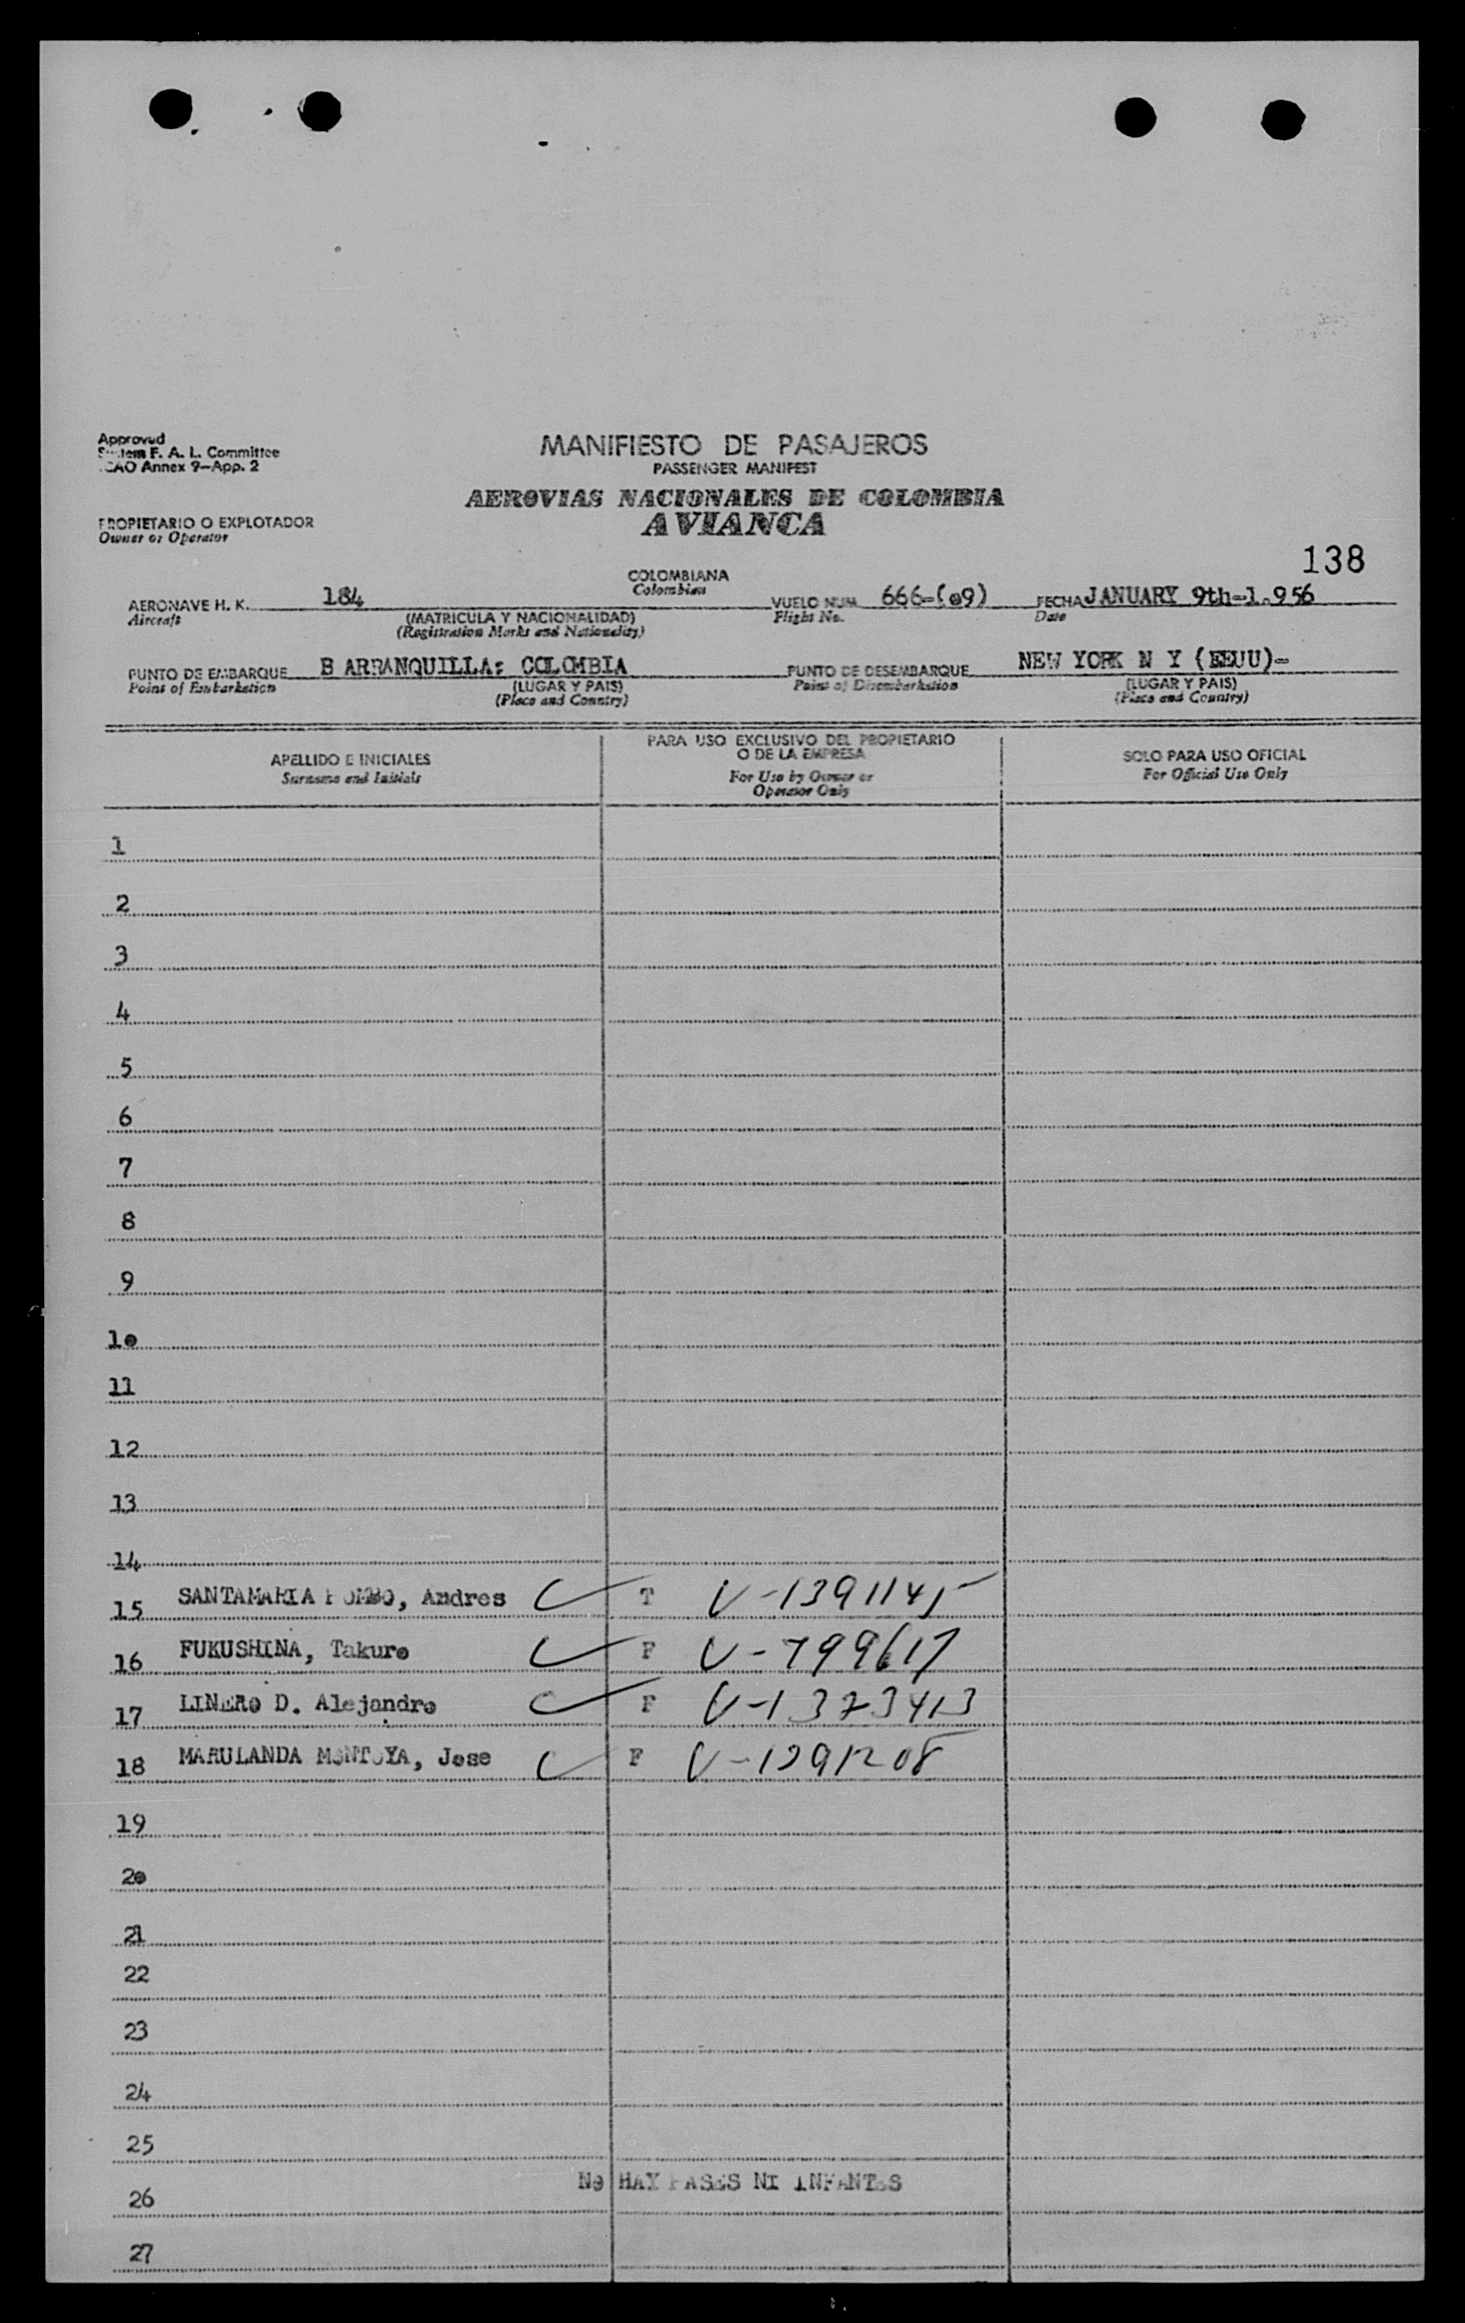 Approved
System F. A. L. Committee
ICAO Annex 9—App. 2
MANIFIESTO DE PASAJEROS
PASSENGER MANIFEST
AEROVIAS NACIONALES DE COLOMBIA
AVIANCA
PROPIETARIO O EXPLOTADOR
Owner or Operator
138
COLOMBIANA
Colombian
AERONAVE H. K. 184 VUELO NUM. 666-(09) FECHA JANUARY 9th-1.956
Aircraft (MATRICULA Y NACIONALIDAD) Flight No. Date
(Registration Marks and Nationality)
PUNTO DE EMBARQUE B ARRANQUILLA: COLOMBIA PUNTO DE DESEMBARQUE NEW YORK N Y (EEUU)-
Point of Embarkation (LUGAR Y PAIS) Point of Disembarkation (LUGAR Y PAIS)
(Place and Country) (Place and Country)
APELLIDO E INICIALES
Surname and Initials
PARA USO EXCLUSIVO DEL PROPIETARIO
O DE LA EMPRESA
For Use by Owner or
Operator Only
SOLO PARA USO OFICIAL
For Official Use Only
1
2
3
4
5
6
7
8
9
10
11
12
13
14
15 SANTAMARIA POMBO, Andres T V-1391145
16 FUKUSHINA, Takuro F V-799617
17 LINERO D. Alejandro F V-1373413
18 MARULANDA MONTOYA, Jose F V-1291208
19
20
21
22
23
24
25
No HAY PASES NI INFANTES
26
27